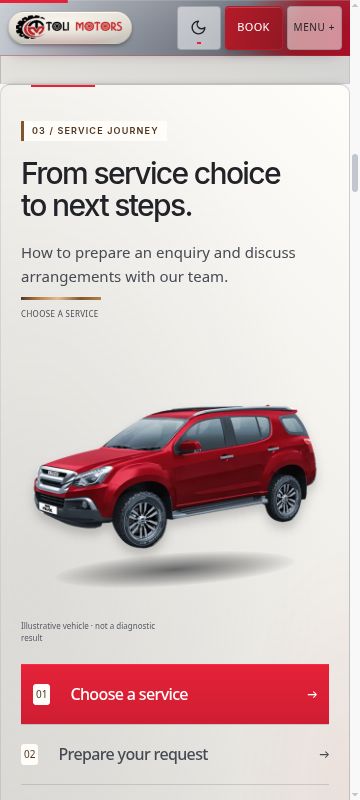 TOLI MOTORS
BOOK
MENU +
03 / SERVICE JOURNEY
From service choice
to next steps.
How to prepare an enquiry and discuss
arrangements with our team.
CHOOSE A SERVICE
Illustrative vehicle · not a diagnostic
result
01 Choose a service →
02 Prepare your request →